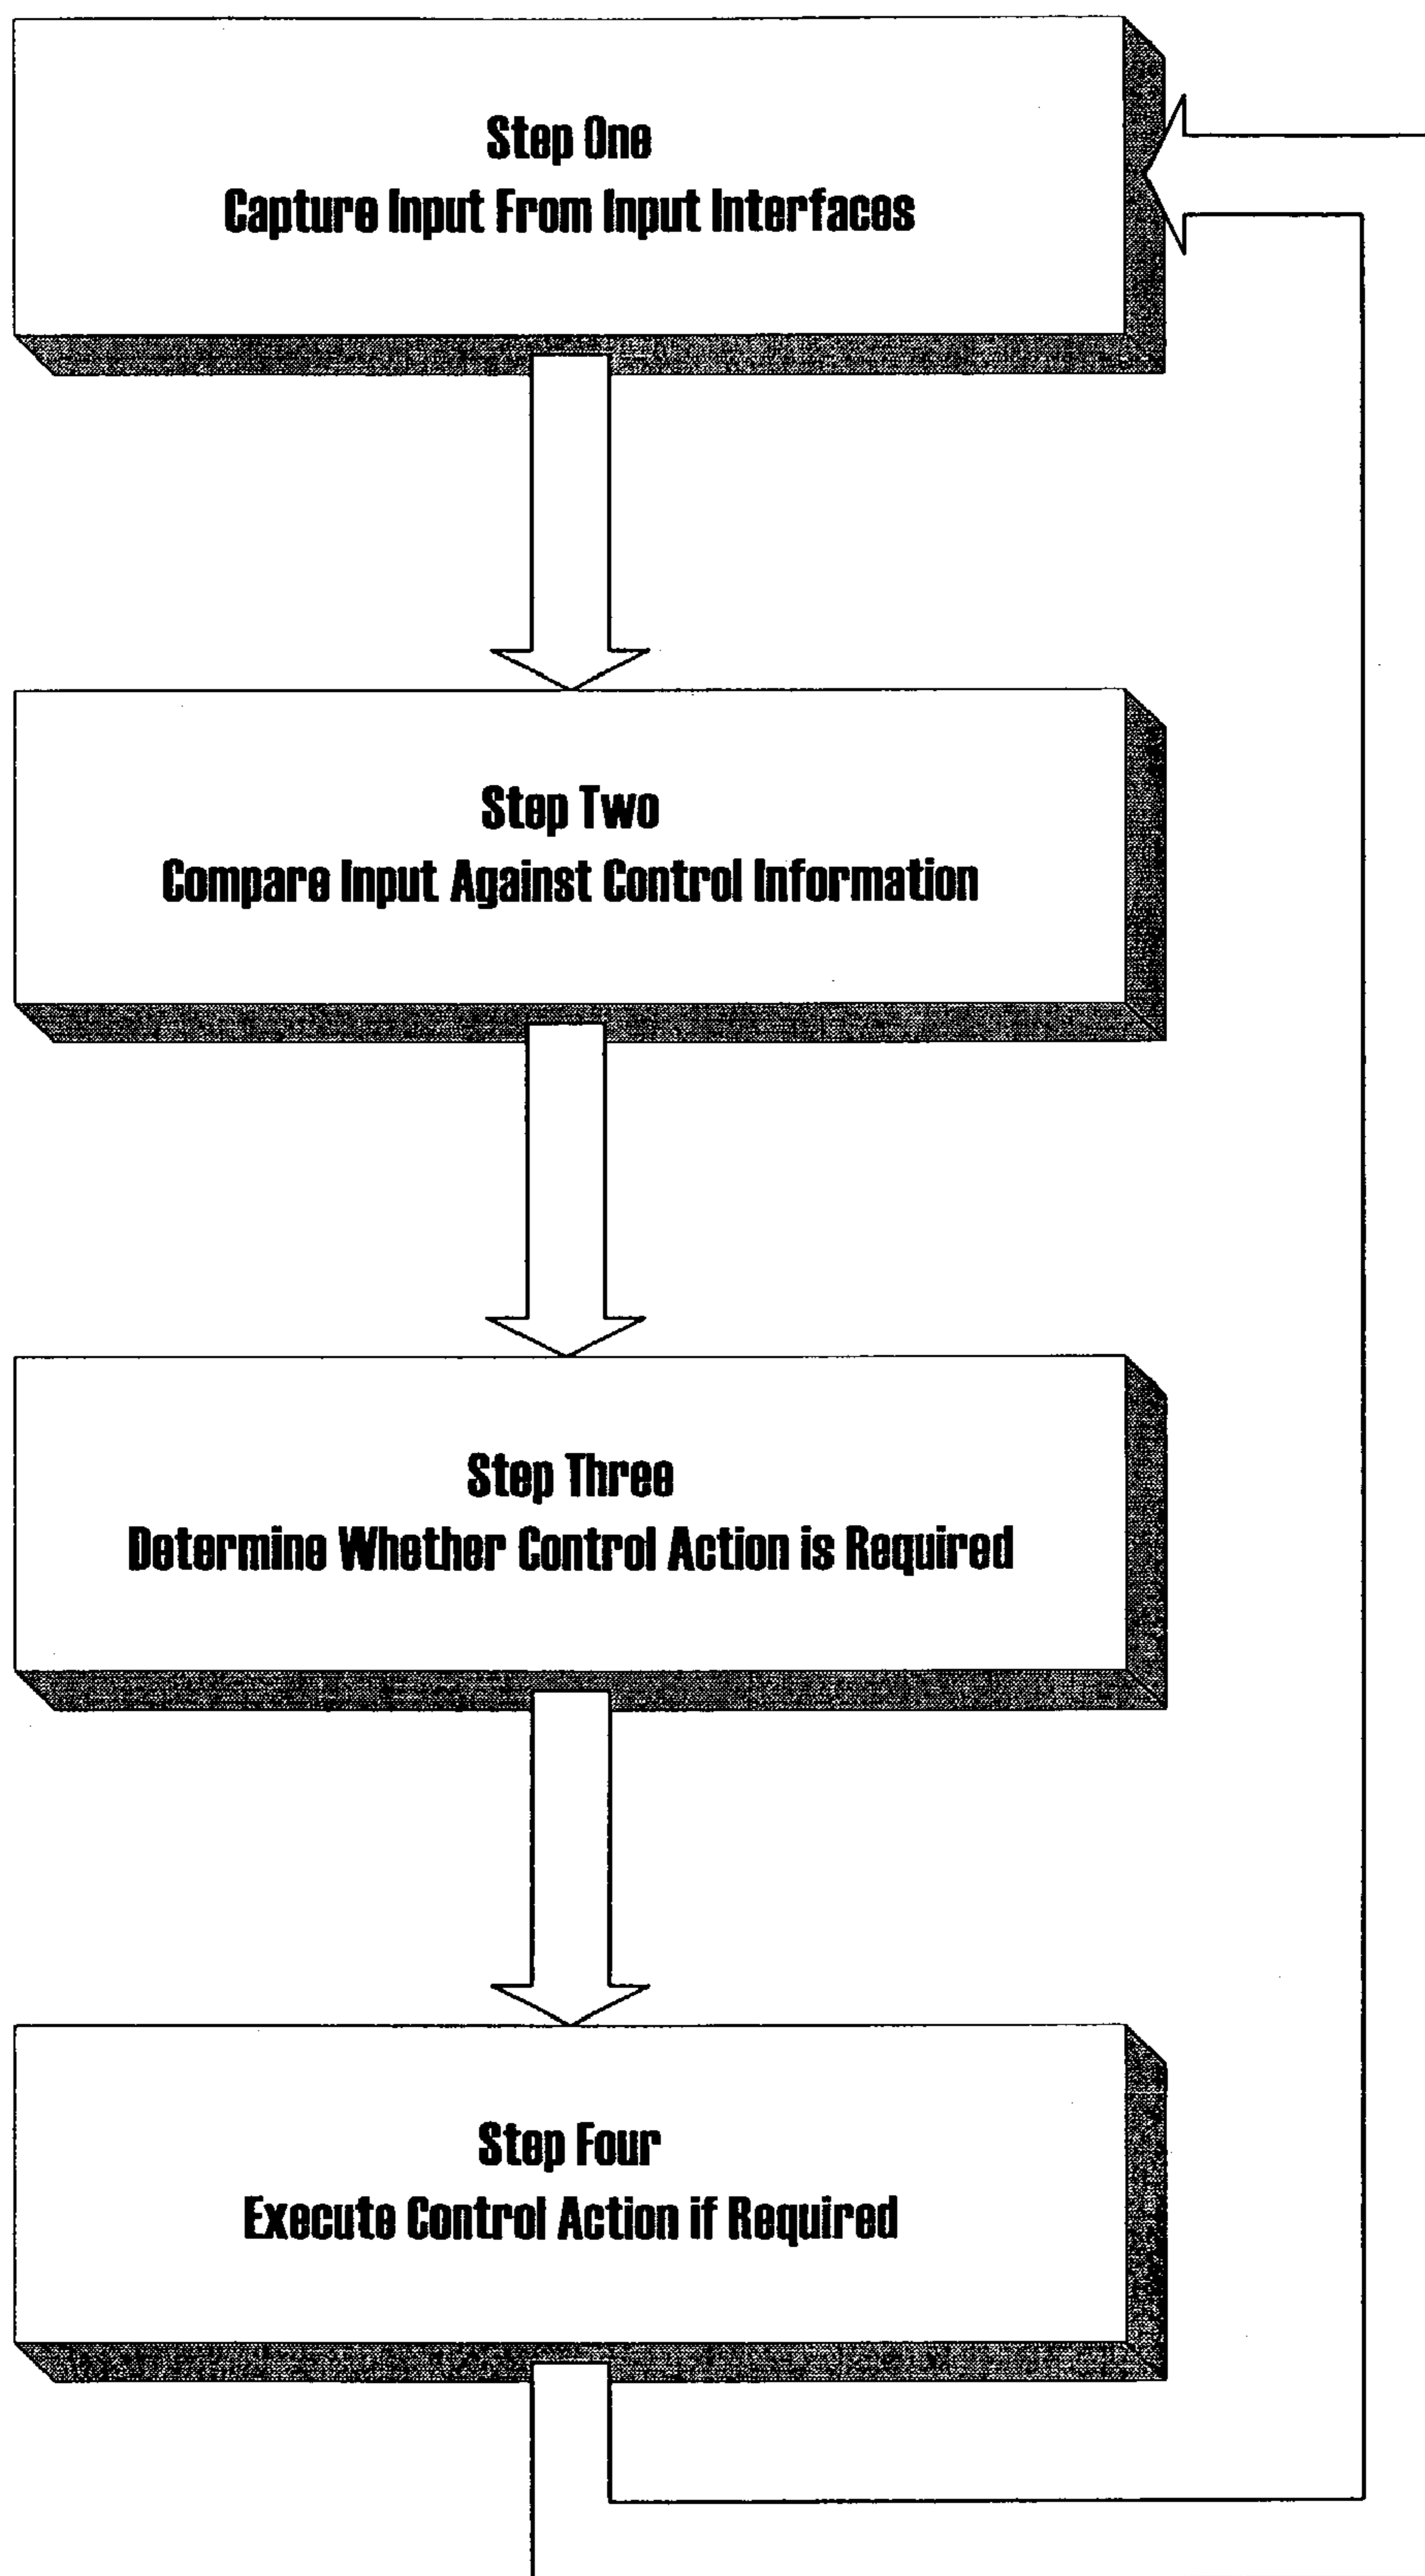 Step One
Capture Input From Input Interfaces
Step Two
Compare Input Against Control Information
Step Three
Determine Whether Control Action is Required
Step Four
Execute Control Action if Required